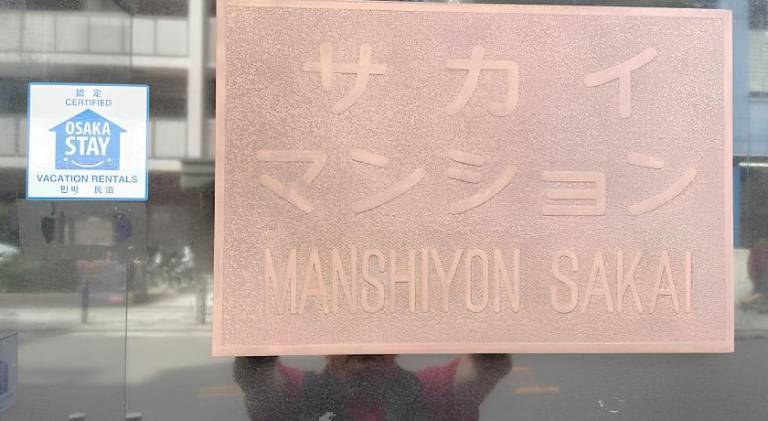 認定
CERTIFIED
OSAKA
STAY
VACATION RENTALS
민박 民泊
サカイ
マンション
MANSHIYON SAKAI